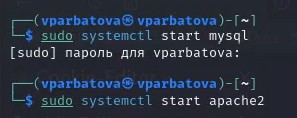 ┌──(vparbatova㉿vparbatova)-[~]
└─$ sudo systemctl start mysql
[sudo] пароль для vparbatova:
┌──(vparbatova㉿vparbatova)-[~]
└─$ sudo systemctl start apache2